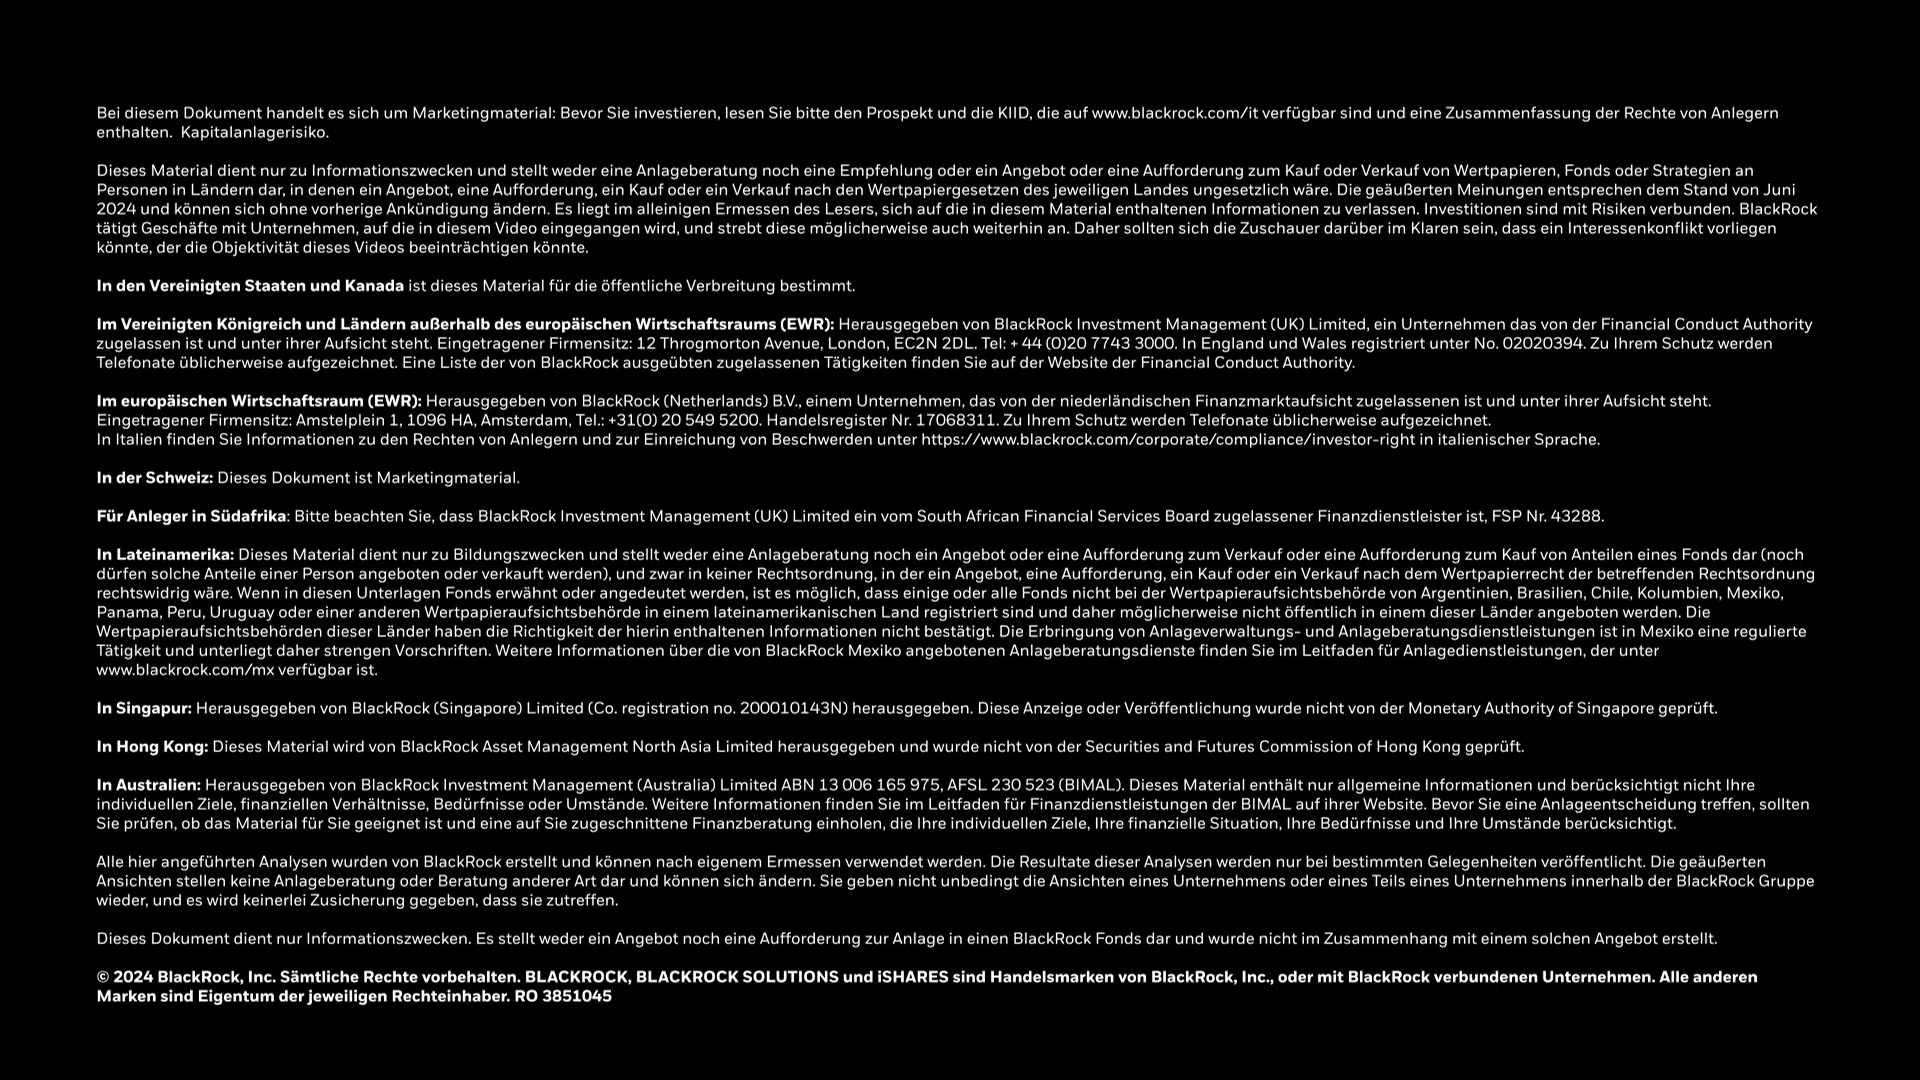 Bei diesem Dokument handelt es sich um Marketingmaterial: Bevor Sie investieren, lesen Sie bitte den Prospekt und die KIID, die auf www.blackrock.com/it verfügbar sind und eine Zusammenfassung der Rechte von Anlegern
enthalten.  Kapitalanlagerisiko.
Dieses Material dient nur zu Informationszwecken und stellt weder eine Anlageberatung noch eine Empfehlung oder ein Angebot oder eine Aufforderung zum Kauf oder Verkauf von Wertpapieren, Fonds oder Strategien an
Personen in Ländern dar, in denen ein Angebot, eine Aufforderung, ein Kauf oder ein Verkauf nach den Wertpapiergesetzen des jeweiligen Landes ungesetzlich wäre. Die geäußerten Meinungen entsprechen dem Stand von Juni
2024 und können sich ohne vorherige Ankündigung ändern. Es liegt im alleinigen Ermessen des Lesers, sich auf die in diesem Material enthaltenen Informationen zu verlassen. Investitionen sind mit Risiken verbunden. BlackRock
tätigt Geschäfte mit Unternehmen, auf die in diesem Video eingegangen wird, und strebt diese möglicherweise auch weiterhin an. Daher sollten sich die Zuschauer darüber im Klaren sein, dass ein Interessenkonflikt vorliegen
könnte, der die Objektivität dieses Videos beeinträchtigen könnte.
In den Vereinigten Staaten und Kanada ist dieses Material für die öffentliche Verbreitung bestimmt.
Im Vereinigten Königreich und Ländern außerhalb des europäischen Wirtschaftsraums (EWR): Herausgegeben von BlackRock Investment Management (UK) Limited, ein Unternehmen das von der Financial Conduct Authority
zugelassen ist und unter ihrer Aufsicht steht. Eingetragener Firmensitz: 12 Throgmorton Avenue, London, EC2N 2DL. Tel: + 44 (0)20 7743 3000. In England und Wales registriert unter No. 02020394. Zu Ihrem Schutz werden
Telefonate üblicherweise aufgezeichnet. Eine Liste der von BlackRock ausgeübten zugelassenen Tätigkeiten finden Sie auf der Website der Financial Conduct Authority.
Im europäischen Wirtschaftsraum (EWR): Herausgegeben von BlackRock (Netherlands) B.V., einem Unternehmen, das von der niederländischen Finanzmarktaufsicht zugelassenen ist und unter ihrer Aufsicht steht.
Eingetragener Firmensitz: Amstelplein 1, 1096 HA, Amsterdam, Tel.: +31(0) 20 549 5200. Handelsregister Nr. 17068311. Zu Ihrem Schutz werden Telefonate üblicherweise aufgezeichnet.
In Italien finden Sie Informationen zu den Rechten von Anlegern und zur Einreichung von Beschwerden unter https://www.blackrock.com/corporate/compliance/investor-right in italienischer Sprache.
In der Schweiz: Dieses Dokument ist Marketingmaterial.
Für Anleger in Südafrika: Bitte beachten Sie, dass BlackRock Investment Management (UK) Limited ein vom South African Financial Services Board zugelassener Finanzdienstleister ist, FSP Nr. 43288.
In Lateinamerika: Dieses Material dient nur zu Bildungszwecken und stellt weder eine Anlageberatung noch ein Angebot oder eine Aufforderung zum Verkauf oder eine Aufforderung zum Kauf von Anteilen eines Fonds dar (noch
dürfen solche Anteile einer Person angeboten oder verkauft werden), und zwar in keiner Rechtsordnung, in der ein Angebot, eine Aufforderung, ein Kauf oder ein Verkauf nach dem Wertpapierrecht der betreffenden Rechtsordnung
rechtswidrig wäre. Wenn in diesen Unterlagen Fonds erwähnt oder angedeutet werden, ist es möglich, dass einige oder alle Fonds nicht bei der Wertpapieraufsichtsbehörde von Argentinien, Brasilien, Chile, Kolumbien, Mexiko,
Panama, Peru, Uruguay oder einer anderen Wertpapieraufsichtsbehörde in einem lateinamerikanischen Land registriert sind und daher möglicherweise nicht öffentlich in einem dieser Länder angeboten werden. Die
Wertpapieraufsichtsbehörden dieser Länder haben die Richtigkeit der hierin enthaltenen Informationen nicht bestätigt. Die Erbringung von Anlageverwaltungs- und Anlageberatungsdienstleistungen ist in Mexiko eine regulierte
Tätigkeit und unterliegt daher strengen Vorschriften. Weitere Informationen über die von BlackRock Mexiko angebotenen Anlageberatungsdienste finden Sie im Leitfaden für Anlagedienstleistungen, der unter
www.blackrock.com/mx verfügbar ist.
In Singapur: Herausgegeben von BlackRock (Singapore) Limited (Co. registration no. 200010143N) herausgegeben. Diese Anzeige oder Veröffentlichung wurde nicht von der Monetary Authority of Singapore geprüft.
In Hong Kong: Dieses Material wird von BlackRock Asset Management North Asia Limited herausgegeben und wurde nicht von der Securities and Futures Commission of Hong Kong geprüft.
In Australien: Herausgegeben von BlackRock Investment Management (Australia) Limited ABN 13 006 165 975, AFSL 230 523 (BIMAL). Dieses Material enthält nur allgemeine Informationen und berücksichtigt nicht Ihre
individuellen Ziele, finanziellen Verhältnisse, Bedürfnisse oder Umstände. Weitere Informationen finden Sie im Leitfaden für Finanzdienstleistungen der BIMAL auf ihrer Website. Bevor Sie eine Anlageentscheidung treffen, sollten
Sie prüfen, ob das Material für Sie geeignet ist und eine auf Sie zugeschnittene Finanzberatung einholen, die Ihre individuellen Ziele, Ihre finanzielle Situation, Ihre Bedürfnisse und Ihre Umstände berücksichtigt.
Alle hier angeführten Analysen wurden von BlackRock erstellt und können nach eigenem Ermessen verwendet werden. Die Resultate dieser Analysen werden nur bei bestimmten Gelegenheiten veröffentlicht. Die geäußerten
Ansichten stellen keine Anlageberatung oder Beratung anderer Art dar und können sich ändern. Sie geben nicht unbedingt die Ansichten eines Unternehmens oder eines Teils eines Unternehmens innerhalb der BlackRock Gruppe
wieder, und es wird keinerlei Zusicherung gegeben, dass sie zutreffen.
Dieses Dokument dient nur Informationszwecken. Es stellt weder ein Angebot noch eine Aufforderung zur Anlage in einen BlackRock Fonds dar und wurde nicht im Zusammenhang mit einem solchen Angebot erstellt.
© 2024 BlackRock, Inc. Sämtliche Rechte vorbehalten. BLACKROCK, BLACKROCK SOLUTIONS und iSHARES sind Handelsmarken von BlackRock, Inc., oder mit BlackRock verbundenen Unternehmen. Alle anderen
Marken sind Eigentum der jeweiligen Rechteinhaber. RO 3851045